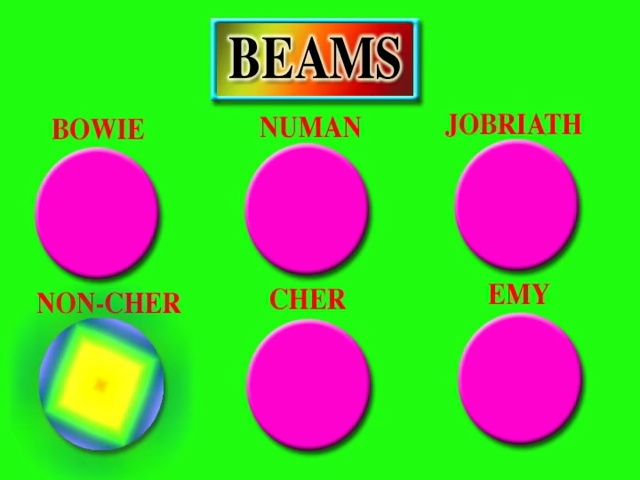 BEAMS
BOWIE
NUMAN
JOBRIATH
NON-CHER
CHER
EMY